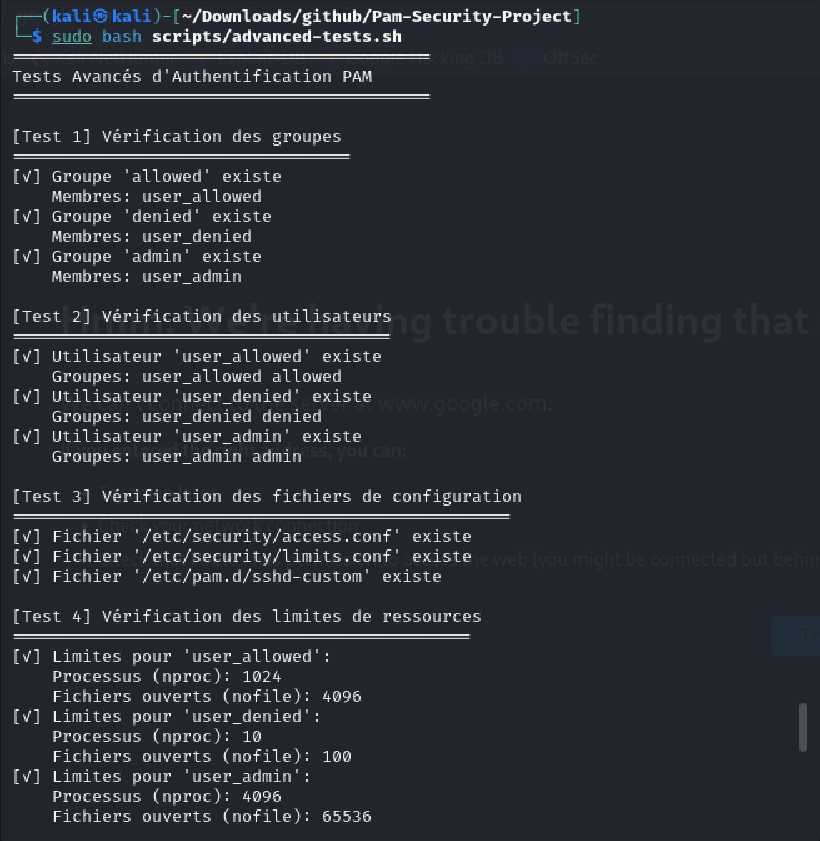 ┌──(kali㉿kali)-[~/Downloads/github/Pam-Security-Project]
└─$ sudo bash scripts/advanced-tests.sh
Tests Avancés d'Authentification PAM
[Test 1] Vérification des groupes
[√] Groupe 'allowed' existe
Membres: user_allowed
[√] Groupe 'denied' existe
Membres: user_denied
[√] Groupe 'admin' existe
Membres: user_admin
[Test 2] Vérification des utilisateurs
[√] Utilisateur 'user_allowed' existe
Groupes: user_allowed allowed
[√] Utilisateur 'user_denied' existe
Groupes: user_denied denied
[√] Utilisateur 'user_admin' existe
Groupes: user_admin admin
[Test 3] Vérification des fichiers de configuration
[√] Fichier '/etc/security/access.conf' existe
[√] Fichier '/etc/security/limits.conf' existe
[√] Fichier '/etc/pam.d/sshd-custom' existe
[Test 4] Vérification des limites de ressources
[√] Limites pour 'user_allowed':
Processus (nproc): 1024
Fichiers ouverts (nofile): 4096
[√] Limites pour 'user_denied':
Processus (nproc): 10
Fichiers ouverts (nofile): 100
[√] Limites pour 'user_admin':
Processus (nproc): 4096
Fichiers ouverts (nofile): 65536